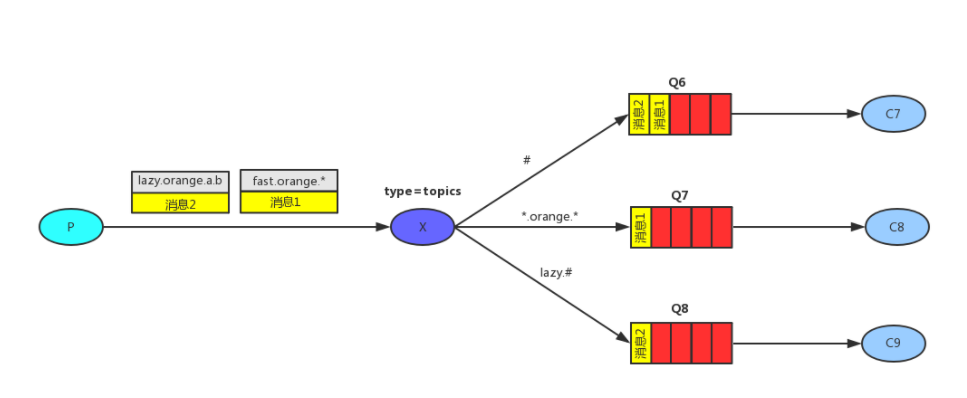 Q6
消息2
消息1
C7
#
lazy.orange.a.b
消息2
fast.orange.*
消息1
type=topics
P
X
*.orange.*
Q7
消息1
C8
lazy.#
Q8
消息2
C9